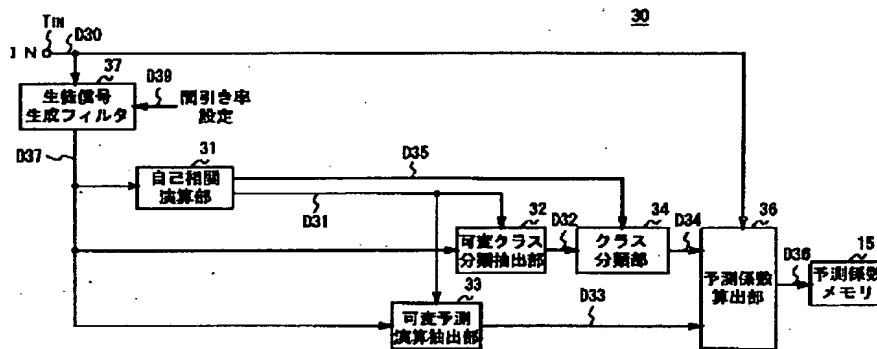 30
TIN
IN
D30
37
生徒信号
生成フィルタ
D39
間引き率
設定
D37
31
自己相関
演算部
D35
D31
32
可変クラス
分類抽出部
D32
34
クラス
分類部
D34
36
予測係数
算出部
D36
15
予測係数
メモリ
33
可変予測
演算抽出部
D33